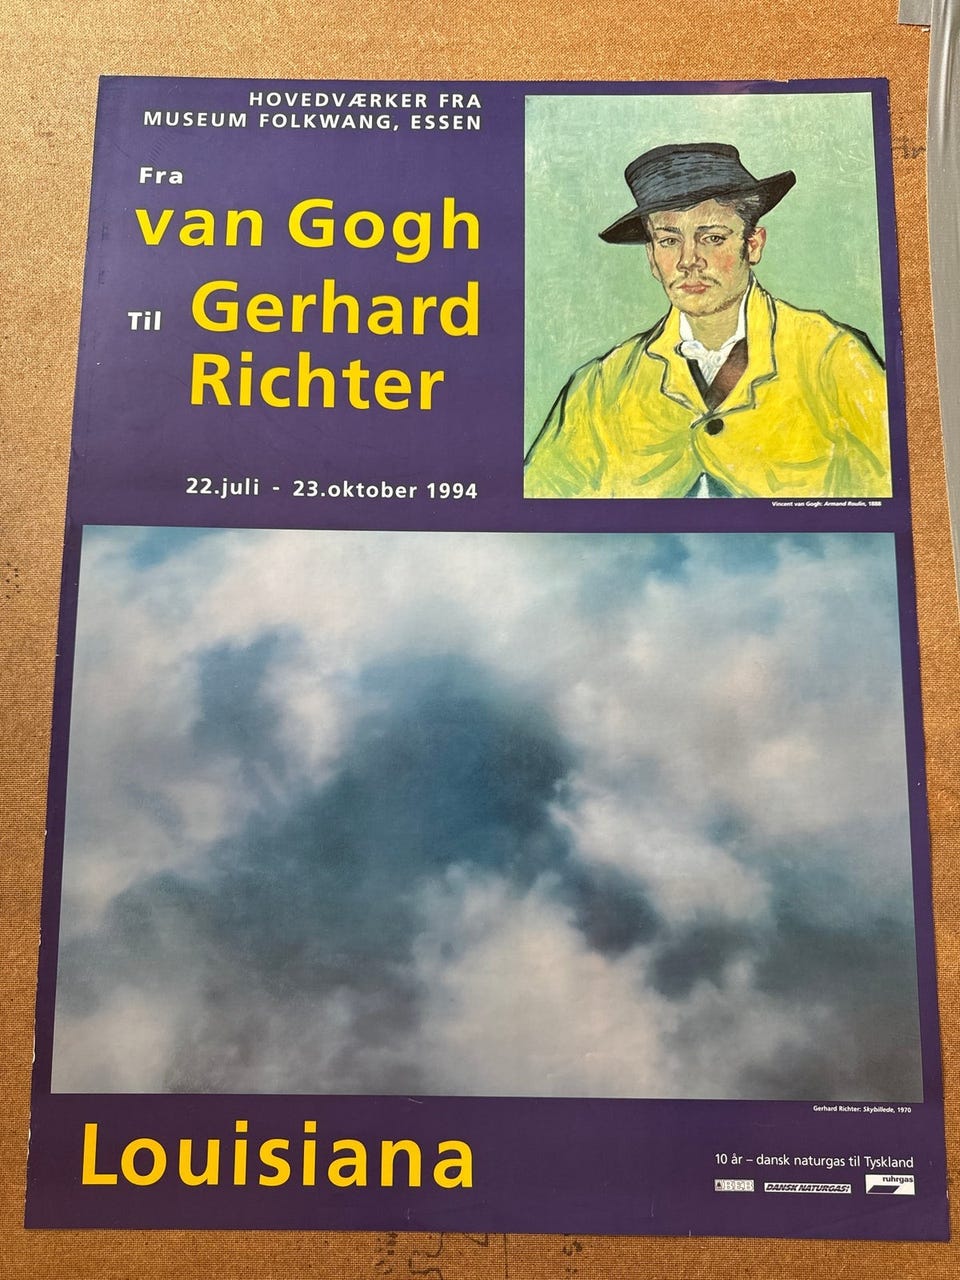 HOVEDVÆRKER FRA
MUSEUM FOLKWANG, ESSEN
Fra
van Gogh
Til Gerhard
Richter
22.juli - 23.oktober 1994
Vincent van Gogh: Armand Roulin, 1888
Gerhard Richter: Skybillede, 1970
Louisiana
10 år – dansk naturgas til Tyskland
BEB DANSK NATURGAS ruhrgas